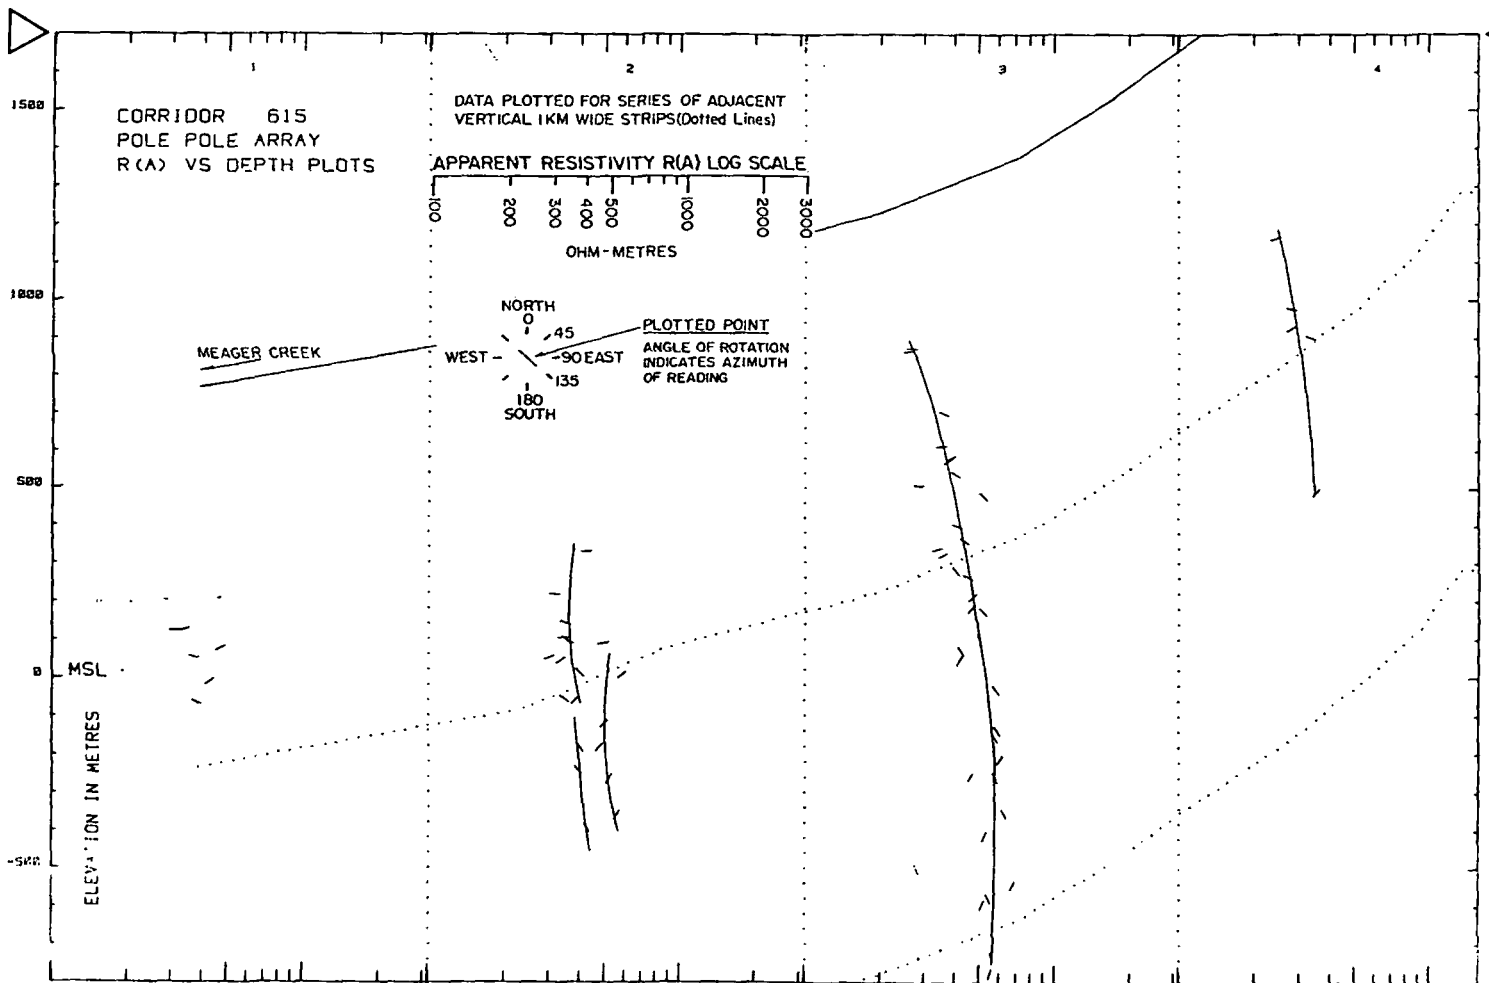 1 2 3 4
1500
CORRIDOR 615
POLE POLE ARRAY
R(A) VS DEPTH PLOTS
DATA PLOTTED FOR SERIES OF ADJACENT
VERTICAL 1KM WIDE STRIPS(Dotted Lines)
APPARENT RESISTIVITY R(A) LOG SCALE
100 200 300 400 500 1000 2000 3000
OHM-METRES
1000
MEAGER CREEK
NORTH
0
45
WEST
90 EAST
135
180
SOUTH
PLOTTED POINT
ANGLE OF ROTATION
INDICATES AZIMUTH
OF READING
500
0
MSL
-500
ELEVATION IN METRES